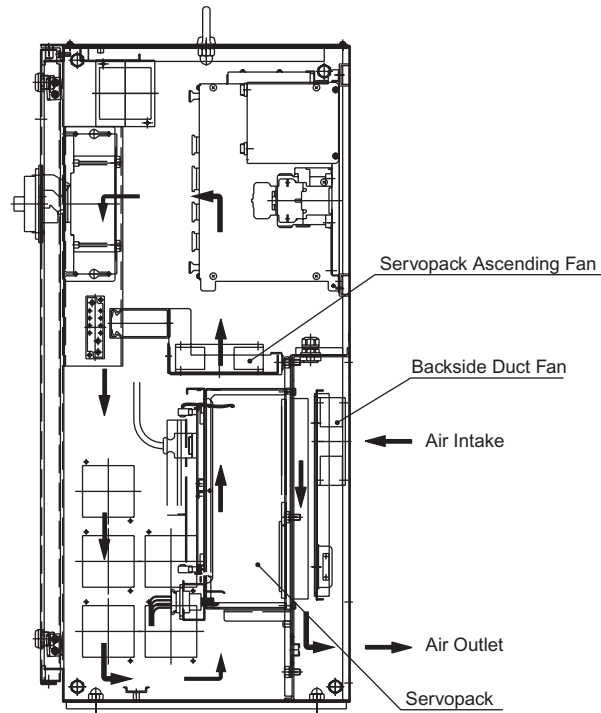 Servopack Ascending Fan
Backside Duct Fan
Air Intake
Air Outlet
Servopack